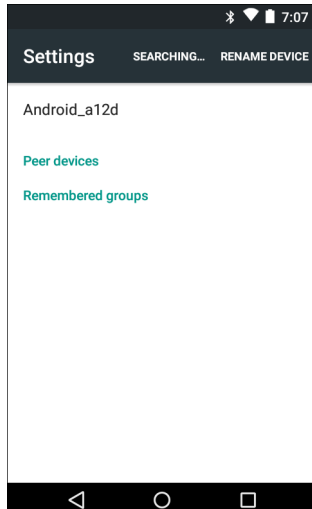 7:07
Settings SEARCHING... RENAME DEVICE
Android_a12d
Peer devices
Remembered groups